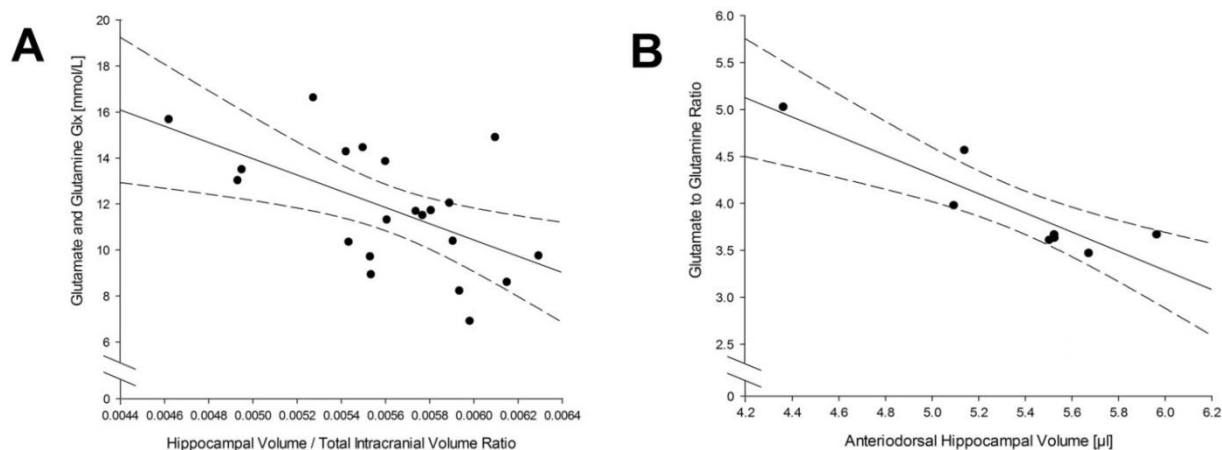 A
Glutamate and Glutamine Glx [mmol/L]
20
18
16
14
12
10
8
6
0
0.0044 0.0046 0.0048 0.0050 0.0052 0.0054 0.0056 0.0058 0.0060 0.0062 0.0064
Hippocampal Volume / Total Intracranial Volume Ratio
B
Glutamate to Glutamine Ratio
6.0
5.5
5.0
4.5
4.0
3.5
3.0
2.5
0
4.2 4.4 4.6 4.8 5.0 5.2 5.4 5.6 5.8 6.0 6.2
Anteriodorsal Hippocampal Volume [µl]